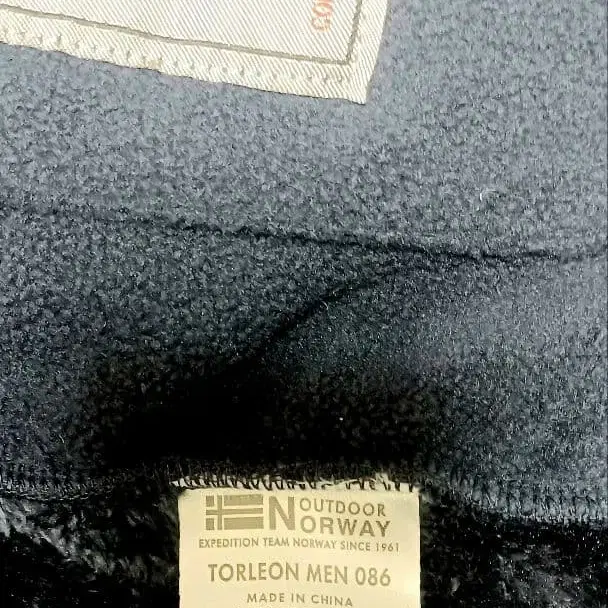 OUTDOOR
NORWAY
EXPEDITION TEAM NORWAY SINCE 1961
TORLEON MEN 086
MADE IN CHINA